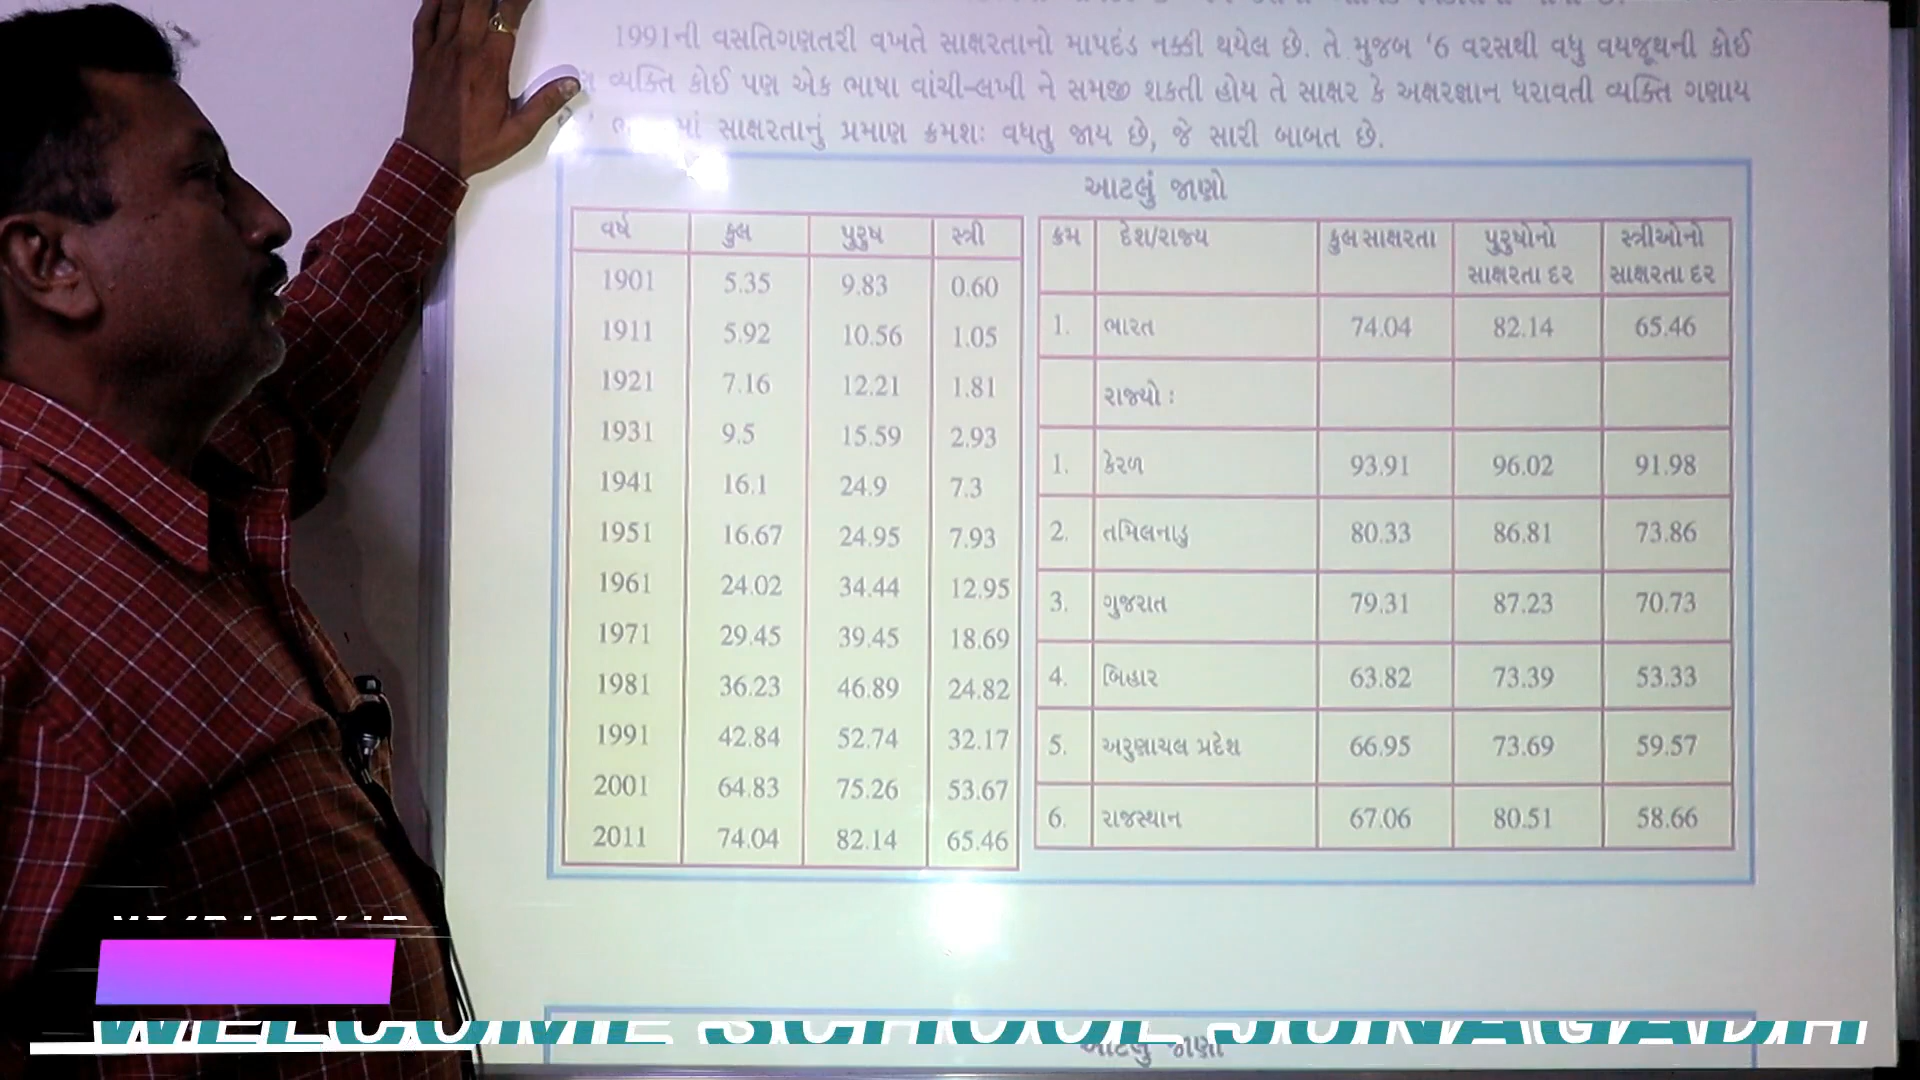 1991ની વસતિગણતરી વખતે સાક્ષરતાનો માપદંડ નક્કી થયેલ છે. તે મુજબ ‘6 વરસથી વધુ વયજૂથની કોઈ
વ્યક્તિ કોઈ પણ એક ભાષા વાંચી-લખી ને સમજી શકતી હોય તે સાક્ષર કે અક્ષરજ્ઞાન ધરાવતી વ્યક્તિ ગણાય
સાક્ષરતાનું પ્રમાણ ક્રમશઃ વધતુ જાય છે, જે સારી બાબત છે.
આટલું જાણો
વર્ષ કુલ પુરુષ સ્ત્રી
1901 5.35 9.83 0.60
1911 5.92 10.56 1.05
1921 7.16 12.21 1.81
1931 9.5 15.59 2.93
1941 16.1 24.9 7.3
1951 16.67 24.95 7.93
1961 24.02 34.44 12.95
1971 29.45 39.45 18.69
1981 36.23 46.89 24.82
1991 42.84 52.74 32.17
2001 64.83 75.26 53.67
2011 74.04 82.14 65.46
ક્રમ દેશ/રાજ્ય કુલ સાક્ષરતા પુરુષોનો સ્ત્રીઓનો
સાક્ષરતા દર સાક્ષરતા દર
1. ભારત 74.04 82.14 65.46
રાજ્યો :
1. કેરળ 93.91 96.02 91.98
2. તમિલનાડુ 80.33 86.81 73.86
3. ગુજરાત 79.31 87.23 70.73
4. બિહાર 63.82 73.39 53.33
5. અરુણાચલ પ્રદેશ 66.95 73.69 59.57
6. રાજસ્થાન 67.06 80.51 58.66
WELCOME SCHOOL JUNAGADH
આટલું જાણો